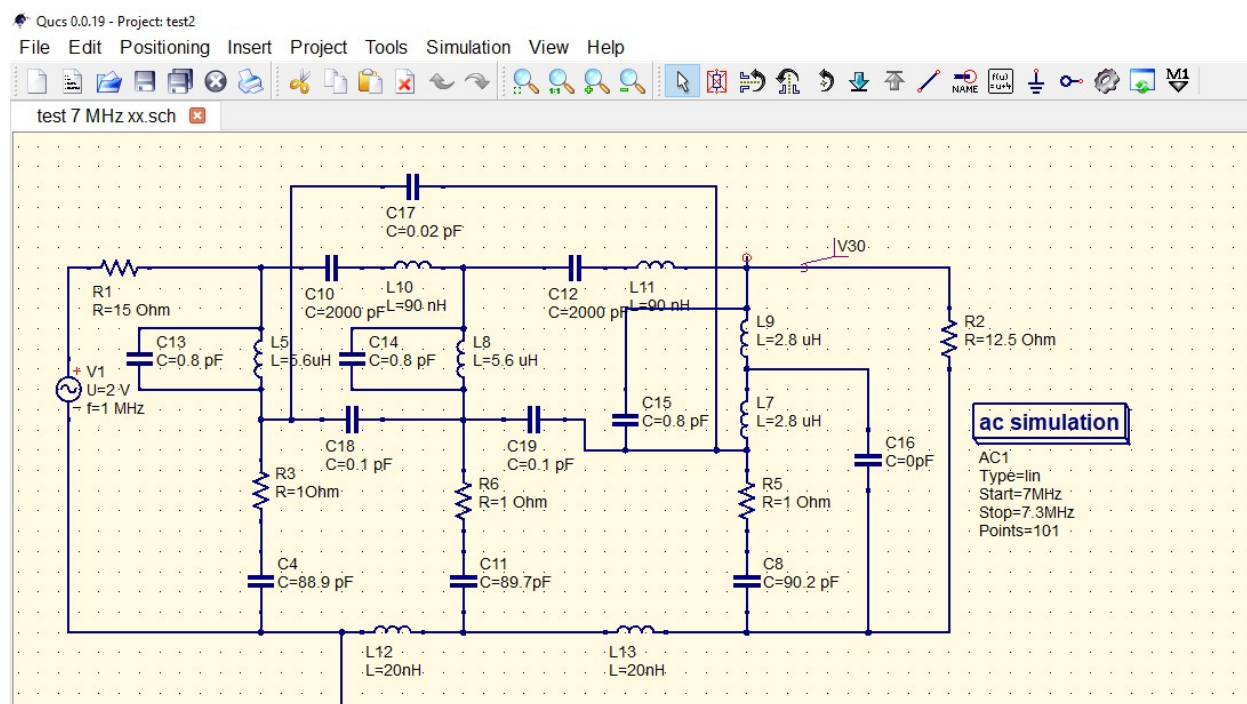 Qucs 0.0.19 - Project: test2
File Edit Positioning Insert Project Tools Simulation View Help
NAME
f(ω)
=u+4
M1
test 7 MHz xx.sch
C17
C=0.02 pF
V30
R1
R=15 Ohm
C10
C=2000 pF
L10
L=90 nH
C12
C=2000 pF
L11
L=90 nH
C13
C=0.8 pF
L5
L=5.6uH
C14
C=0.8 pF
L8
L=5.6 uH
L9
L=2.8 uH
R2
R=12.5 Ohm
+ V1
U=2 V
- f=1 MHz
C15
C=0.8 pF
L7
L=2.8 uH
C18
C=0.1 pF
C19
C=0.1 pF
C16
C=0pF
ac simulation
AC1
Type=lin
Start=7MHz
Stop=7.3MHz
Points=101
R3
R=1Ohm
R6
R=1 Ohm
R5
R=1 Ohm
C4
C=88.9 pF
C11
C=89.7pF
C8
C=90.2 pF
L12
L=20nH
L13
L=20nH